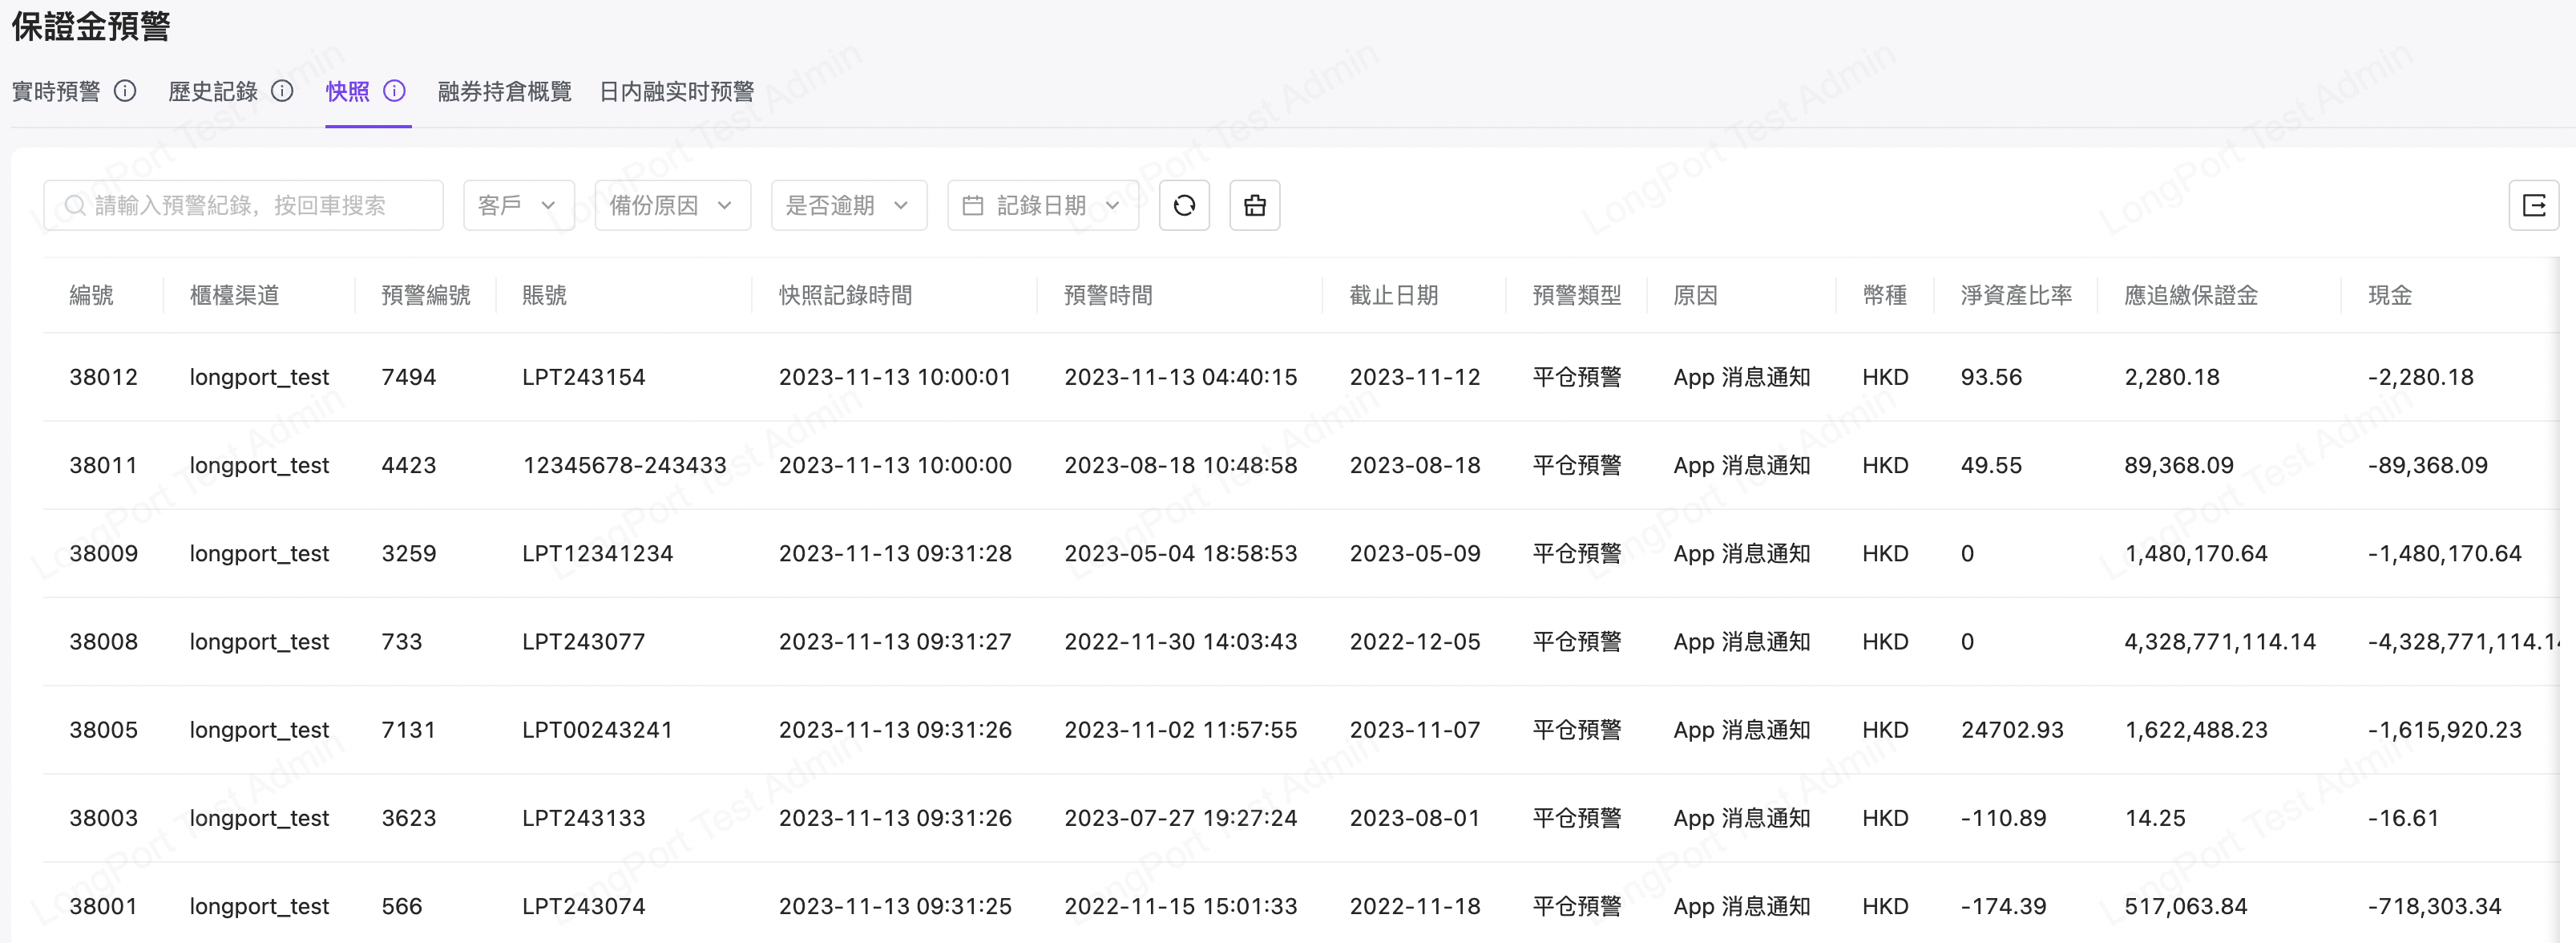 保證金預警
實時預警 歷史記錄 快照 融券持倉概覽 日内融实时预警
請輸入預警紀錄，按回車搜索 客戶 備份原因 是否逾期 記錄日期
編號 櫃檯渠道 預警編號 賬號 快照記錄時間 預警時間 截止日期 預警類型 原因 幣種 淨資產比率 應追繳保證金 現金
38012 longport_test 7494 LPT243154 2023-11-13 10:00:01 2023-11-13 04:40:15 2023-11-12 平仓預警 App 消息通知 HKD 93.56 2,280.18 -2,280.18
38011 longport_test 4423 12345678-243433 2023-11-13 10:00:00 2023-08-18 10:48:58 2023-08-18 平仓預警 App 消息通知 HKD 49.55 89,368.09 -89,368.09
38009 longport_test 3259 LPT12341234 2023-11-13 09:31:28 2023-05-04 18:58:53 2023-05-09 平仓預警 App 消息通知 HKD 0 1,480,170.64 -1,480,170.64
38008 longport_test 733 LPT243077 2023-11-13 09:31:27 2022-11-30 14:03:43 2022-12-05 平仓預警 App 消息通知 HKD 0 4,328,771,114.14 -4,328,771,114.14
38005 longport_test 7131 LPT00243241 2023-11-13 09:31:26 2023-11-02 11:57:55 2023-11-07 平仓預警 App 消息通知 HKD 24702.93 1,622,488.23 -1,615,920.23
38003 longport_test 3623 LPT243133 2023-11-13 09:31:26 2023-07-27 19:27:24 2023-08-01 平仓預警 App 消息通知 HKD -110.89 14.25 -16.61
38001 longport_test 566 LPT243074 2023-11-13 09:31:25 2022-11-15 15:01:33 2022-11-18 平仓預警 App 消息通知 HKD -174.39 517,063.84 -718,303.34
LongPort Test Admin